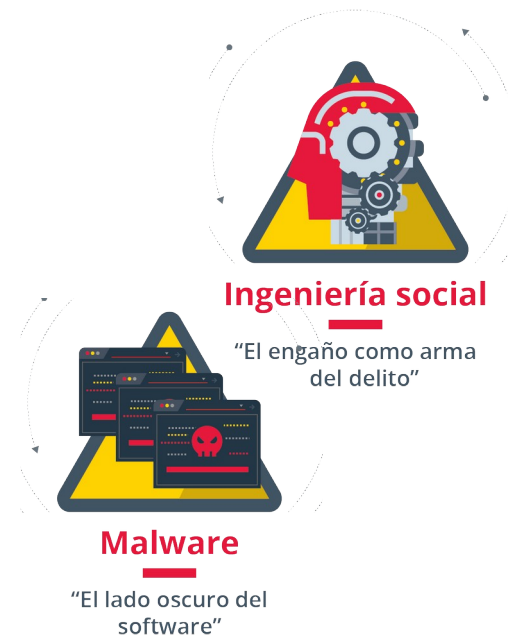 Ingeniería social
“El engaño como arma
del delito”
Malware
“El lado oscuro del
software”